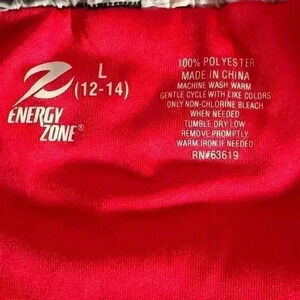 L
(12-14)
ENERGY
ZONE®
100% POLYESTER
MADE IN CHINA
MACHINE WASH WARM
GENTLE CYCLE WITH LIKE COLORS
ONLY NON-CHLORINE BLEACH
WHEN NEEDED
TUMBLE DRY LOW
REMOVE PROMPTLY
WARM IRON IF NEEDED
RN#63619